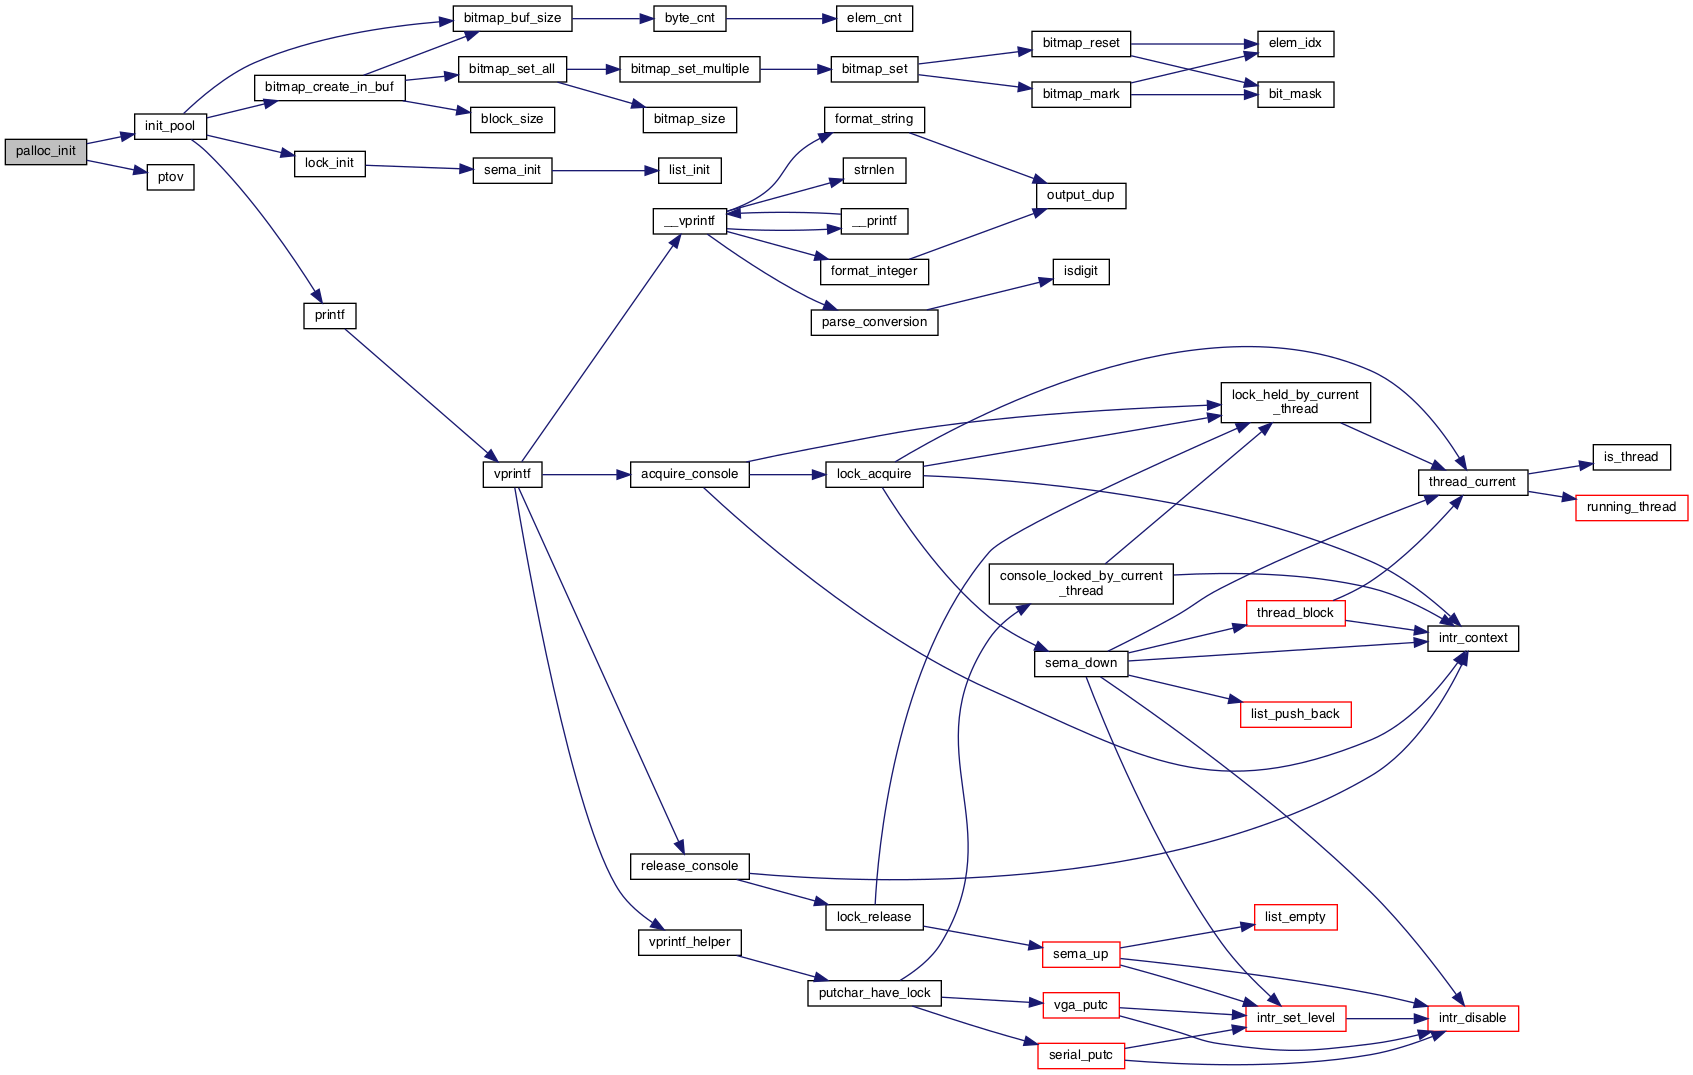 palloc_init
init_pool
ptov
bitmap_buf_size
byte_cnt
elem_cnt
bitmap_create_in_buf
bitmap_set_all
bitmap_set_multiple
bitmap_set
bitmap_reset
elem_idx
bitmap_mark
bit_mask
block_size
bitmap_size
lock_init
sema_init
list_init
printf
vprintf
__vprintf
format_string
strnlen
__printf
output_dup
format_integer
isdigit
parse_conversion
acquire_console
lock_acquire
lock_held_by_current
_thread
thread_current
is_thread
running_thread
console_locked_by_current
_thread
thread_block
intr_context
sema_down
list_push_back
release_console
lock_release
vprintf_helper
putchar_have_lock
list_empty
sema_up
vga_putc
intr_set_level
intr_disable
serial_putc